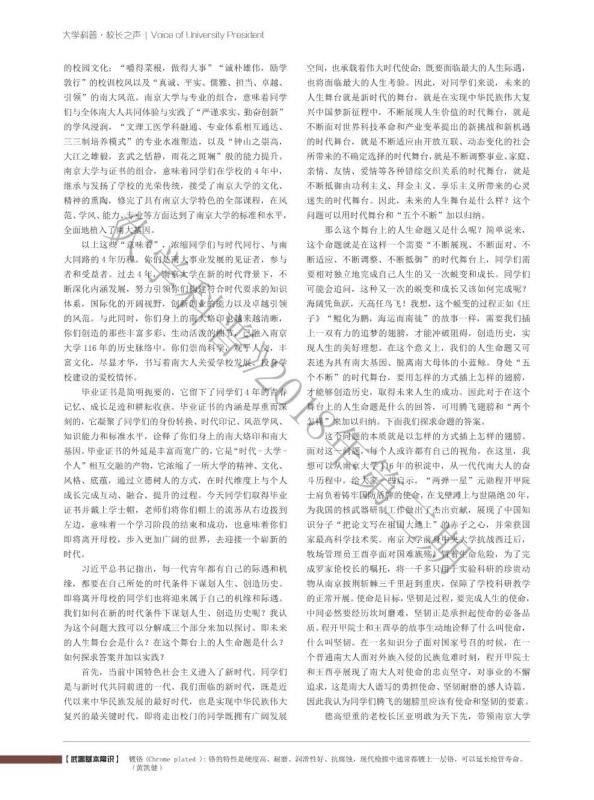 大学科普·校长之声 | Voice of University President
的校园文化；“嚼得菜根，做得大事”“诚朴雄伟，励学
敦行”的校训校风以及“真诚、平实、儒雅、担当、卓越、
引领”的南大风范。南京大学与专业的组合，意味着同学
们与全体南大人共同体验与实践了“严谨求实、勤奋创新”
的学风浸润，“文理工医学科融通、专业体系相互通达、
三三制培养模式”的专业水准塑造，以及“钟山之崇高，
大江之雄毅，玄武之恬静，雨花之斑斓”般的能力提升。
南京大学与证书的组合，意味着同学们在学校的 4 年中，
继承与发扬了学校的光荣传统，接受了南京大学的文化、
精神的熏陶，修完了具有南京大学特色的全部课程，在风
范、学风、能力、专业等方面达到了南京大学的标准和水平，
全面地植入了南大基因。
以上这些“意味着”，浓缩同学们与时代同行、与南
大同路的 4 年历程。你们是南大事业发展的见证者，参与
者和受益者。过去 4 年，南京大学在新的时代背景下，不
断深化内涵发展，努力引领你们构建符合时代要求的知识
体系，国际化的开阔视野，创新创业的能力以及卓越引领
的风范。与此同时，你们身上的南大烙印也越来越清晰，
你们创造的那些丰富多彩、生动活泼的细节，已融入南京
大学 116 年的历史脉络中。你们崇尚科学，观乎人文，丰
富文化，尽显才华，书写着南大人关爱学校发展、投身学
校建设的爱校情怀。
毕业证书是简明扼要的，它留下了同学们 4 年的青春
记忆、成长足迹和耕耘收获。毕业证书的内涵是厚重而深
刻的，它凝聚了同学们的身份转换、时代印记、风范学风、
知识能力和标准水平，诠释了你们身上的南大烙印和南大
基因。毕业证书的外延是丰富而宽广的，它是“时代－大学－
个人”相互交融的产物，它浓缩了一所大学的精神、文化、
风格、底蕴，通过立德树人的方式，在时代维度上与个人
成长完成互动、融合、提升的过程。今天同学们取得毕业
证书并戴上学士帽，老师们将你们帽上的流苏从右边拨到
左边，意味着一个学习阶段的结束和成功，也意味着你们
即将离开母校，步入更加广阔的世界，去迎接一个崭新的
时代。
习近平总书记指出，每一代青年都有自己的际遇和机
缘，都要在自己所处的时代条件下谋划人生、创造历史。
即将离开母校的同学们也将迎来属于自己的机缘和际遇。
我们如何在新的时代条件下谋划人生、创造历史呢？我认
为这个问题大致可以分解成三个部分来加以探讨。即未来
的人生舞台会是什么？在这个舞台上的人生命题是什么？
如何探求答案并加以实践？
首先，当前中国特色社会主义进入了新时代，同学们
是与新时代共同前进的一代，我们面临的新时代，既是近
代以来中华民族发展的最好时代，也是实现中华民族伟大
复兴的最关键时代。即将走出校门的同学既拥有广阔发展
空间，也承载着伟大时代使命；既要面临最大的人生际遇，
也将面临最大的人生考验。因此，对同学们来说，未来的
人生舞台就是新时代的舞台，就是在实现中华民族伟大复
兴中国梦新征程中，不断展现人生价值的时代舞台，就是
不断面对世界科技革命和产业变革提出的新挑战和新机遇
的时代舞台，就是不断适应由开放互联、动态变化的社会
所带来的不确定选择的时代舞台，就是不断调整事业、家庭、
亲情、友情、爱情等各种错综交织关系的时代舞台，就是
不断抵御由功利主义、拜金主义、享乐主义所带来的心灵
迷失的时代舞台。因此，未来的人生舞台是什么样？这个
问题可以用时代舞台和“五个不断”加以归纳。
那么这个舞台上的人生命题又是什么呢？简单说来，
这个命题就是在这样一个需要“不断展现、不断面对、不
断适应、不断调整、不断抵御”的时代舞台上，同学们需
要相对独立地完成自己人生的又一次蜕变和成长。同学们
可能会追问，这种又一次的蜕变和成长又该如何完成呢？
海阔凭鱼跃，天高任鸟飞！我想，这个蜕变的过程正如《庄
子》“鲲化为鹏，海运而南徙”的故事一样，需要我们插
上一双有力的追梦的翅膀，才能冲破阻碍，创造历史，实
现人生的美好理想。在这个意义上，我们的人生命题又可
表述为具有南大基因、脱离南大母体的小蓝鲸。身处“五
个不断”的时代舞台，要用怎样的方式插上怎样的翅膀，
才能够创造历史，取得未来人生的成功。因此对于在这个
舞台上的人生命题是什么的回答，可用腾飞翅膀和“两个
怎样”来加以归纳。下面我们探求命题的答案。
这个问题的本质就是以怎样的方式插上怎样的翅膀。
面对这一问题，每个人或许都有自己的视角。在这里，我
想可以从南京大学 116 年的积淀中，从一代代南大人的奋
斗历程中，给大家一些启示。“两弹一星”元勋程开甲院
士肩负着铸牢国防盾牌的使命，在戈壁滩上与世隔绝 20 年，
为我国的核武器研制工作做出了杰出贡献，展现了中国知
识分子“把论文写在祖国大地上”的赤子之心，并荣获国
家最高科学技术奖。南京大学前身中央大学抗战西迁后，
牧场管理员王酉亭面对国难族殇，冒着生命危险，为了完
成罗家伦校长的嘱托，将一千多只用于实验科研的珍贵动
物从南京披荆斩棘三千里赶到重庆，保障了学校科研教学
的正常开展。使命是目标，坚韧是过程，要完成人生的使命，
中间必然要经历坎坷磨难，坚韧正是承担起使命的必备品
质。程开甲院士和王酉亭的故事生动地诠释了什么叫使命，
什么叫坚韧。在一名知识分子面对国家号召的时候，在一
个普通南大人面对外族入侵的民族危难时刻，程开甲院士
和王酉亭展现了南大人对使命的忠贞坚守，对事业的不懈
追求，这是南大人谱写的勇担使命、坚韧耐磨的感人诗篇。
因此我认为同学们飞的翅膀里应该有使命和坚韧的要素。
德高望重的老校长匡亚明敢为天下先，带领南京大学
【武器基本常识】 镀铬（Chrome plated）：铬的特性是硬度高、耐磨、润滑性好、抗腐蚀，现代枪膛中通常都镀上一层铬，可以延长枪管寿命。
（黄凯健）